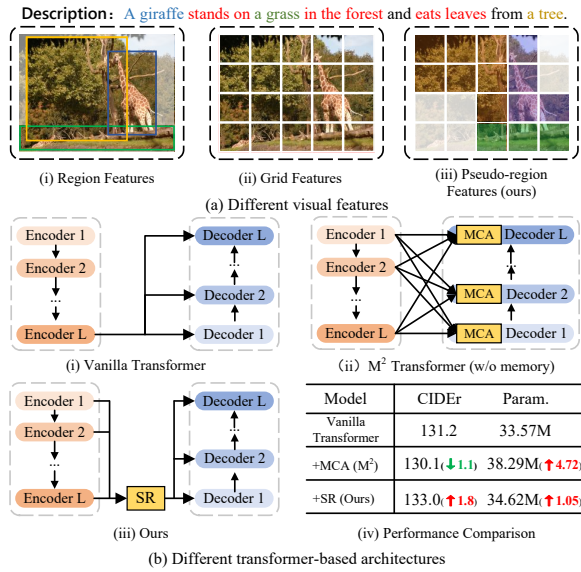 Description: A giraffe stands on a grass in the forest and eats leaves from a tree.
(i) Region Features
(ii) Grid Features
(iii) Pseudo-region
Features (ours)
(a) Different visual features
Encoder 1
Encoder 2
...
Encoder L
Decoder L
...
Decoder 2
Decoder 1
(i) Vanilla Transformer
Encoder 1
Encoder 2
...
Encoder L
MCA Decoder L
...
MCA Decoder 2
MCA Decoder 1
(ii) M² Transformer (w/o memory)
Encoder 1
Encoder 2
...
Encoder L
SR
Decoder L
...
Decoder 2
Decoder 1
(iii) Ours
Model CIDEr Param.
Vanilla
Transformer 131.2 33.57M
+MCA (M²) 130.1(↓1.1) 38.29M(↑4.72)
+SR (Ours) 133.0(↑1.8) 34.62M(↑1.05)
(iv) Performance Comparison
(b) Different transformer-based architectures